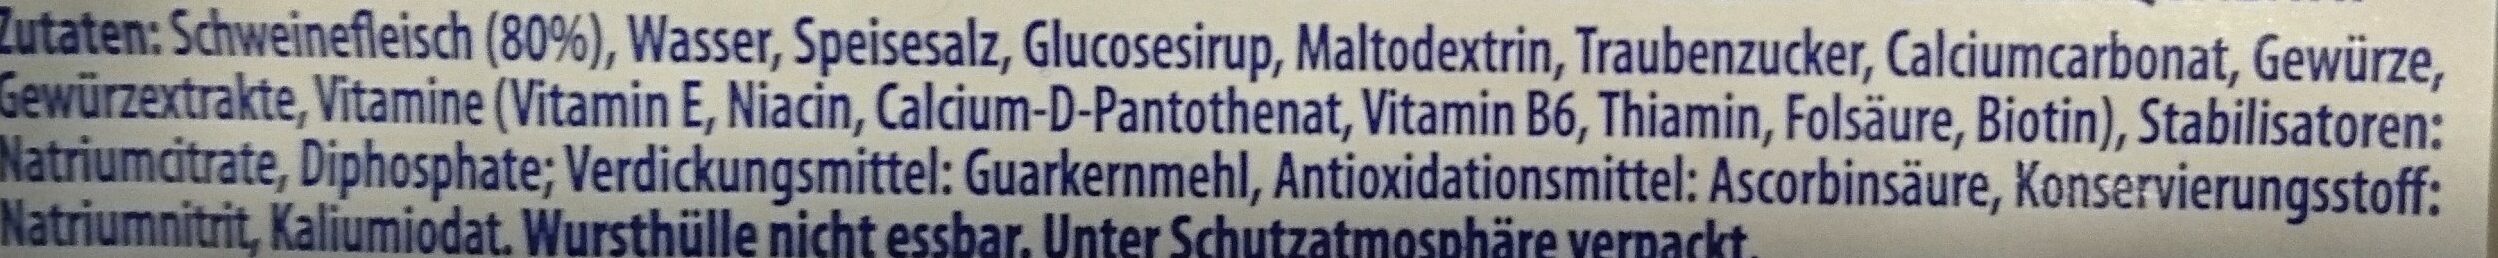 Zutaten: Schweinefleisch (80%), Wasser, Speisesalz, Glucosesirup, Maltodextrin, Traubenzucker, Calciumcarbonat, Gewürze,
Gewürzextrakte, Vitamine (Vitamin E, Niacin, Calcium-D-Pantothenat, Vitamin B6, Thiamin, Folsäure, Biotin), Stabilisatoren:
Natriumcitrate, Diphosphate; Verdickungsmittel: Guarkernmehl, Antioxidationsmittel: Ascorbinsäure, Konservierungsstoff:
Natriumnitrit, Kaliumiodat. Wursthülle nicht essbar. Unter Schutzatmosphäre verpackt.